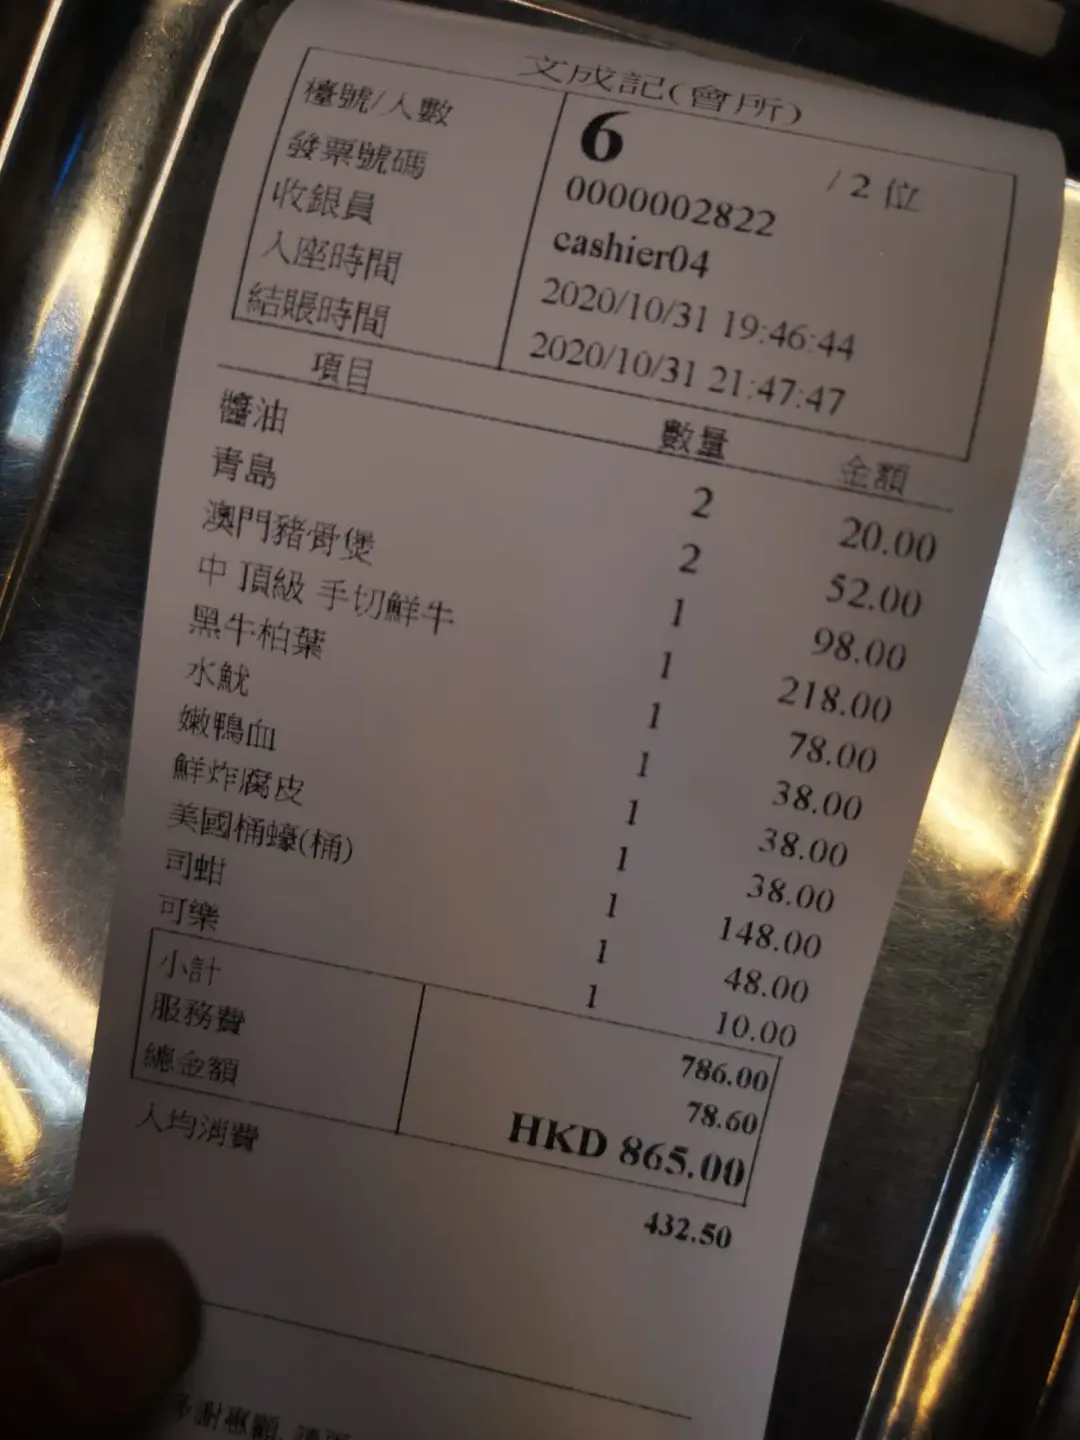 文成記(會所)
檯號/人數 6 / 2 位
發票號碼 0000002822
收銀員 cashier04
入座時間 2020/10/31 19:46:44
結賬時間 2020/10/31 21:47:47
項目 數量 金額
醬油 2 20.00
青島 2 52.00
澳門豬骨煲 1 98.00
中 頂級 手切鮮牛 1 218.00
黑牛柏葉 1 78.00
水魷 1 38.00
嫩鴨血 1 38.00
鮮炸腐皮 1 38.00
美國桶蠔(桶) 1 148.00
司蚶 1 48.00
可樂 1 10.00
小計 786.00
服務費 78.60
總金額 HKD 865.00
人均消費 432.50
多謝惠顧,